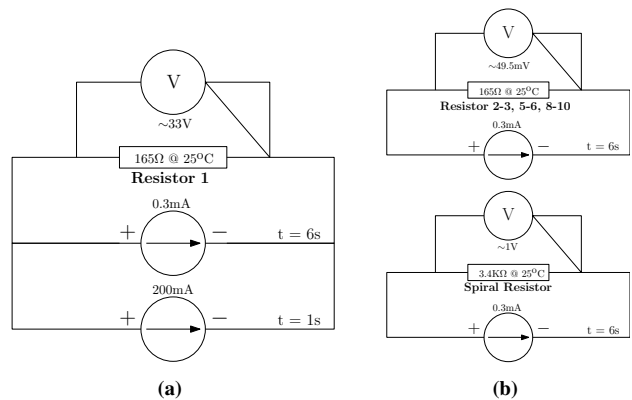 V
~33V
165Ω @ 25°C
Resistor 1
0.3mA
+ − t = 6s
200mA
+ − t = 1s
(a)
V
~49.5mV
165Ω @ 25°C
Resistor 2-3, 5-6, 8-10
0.3mA
+ − t = 6s
V
~1V
3.4KΩ @ 25°C
Spiral Resistor
0.3mA
+ − t = 6s
(b)